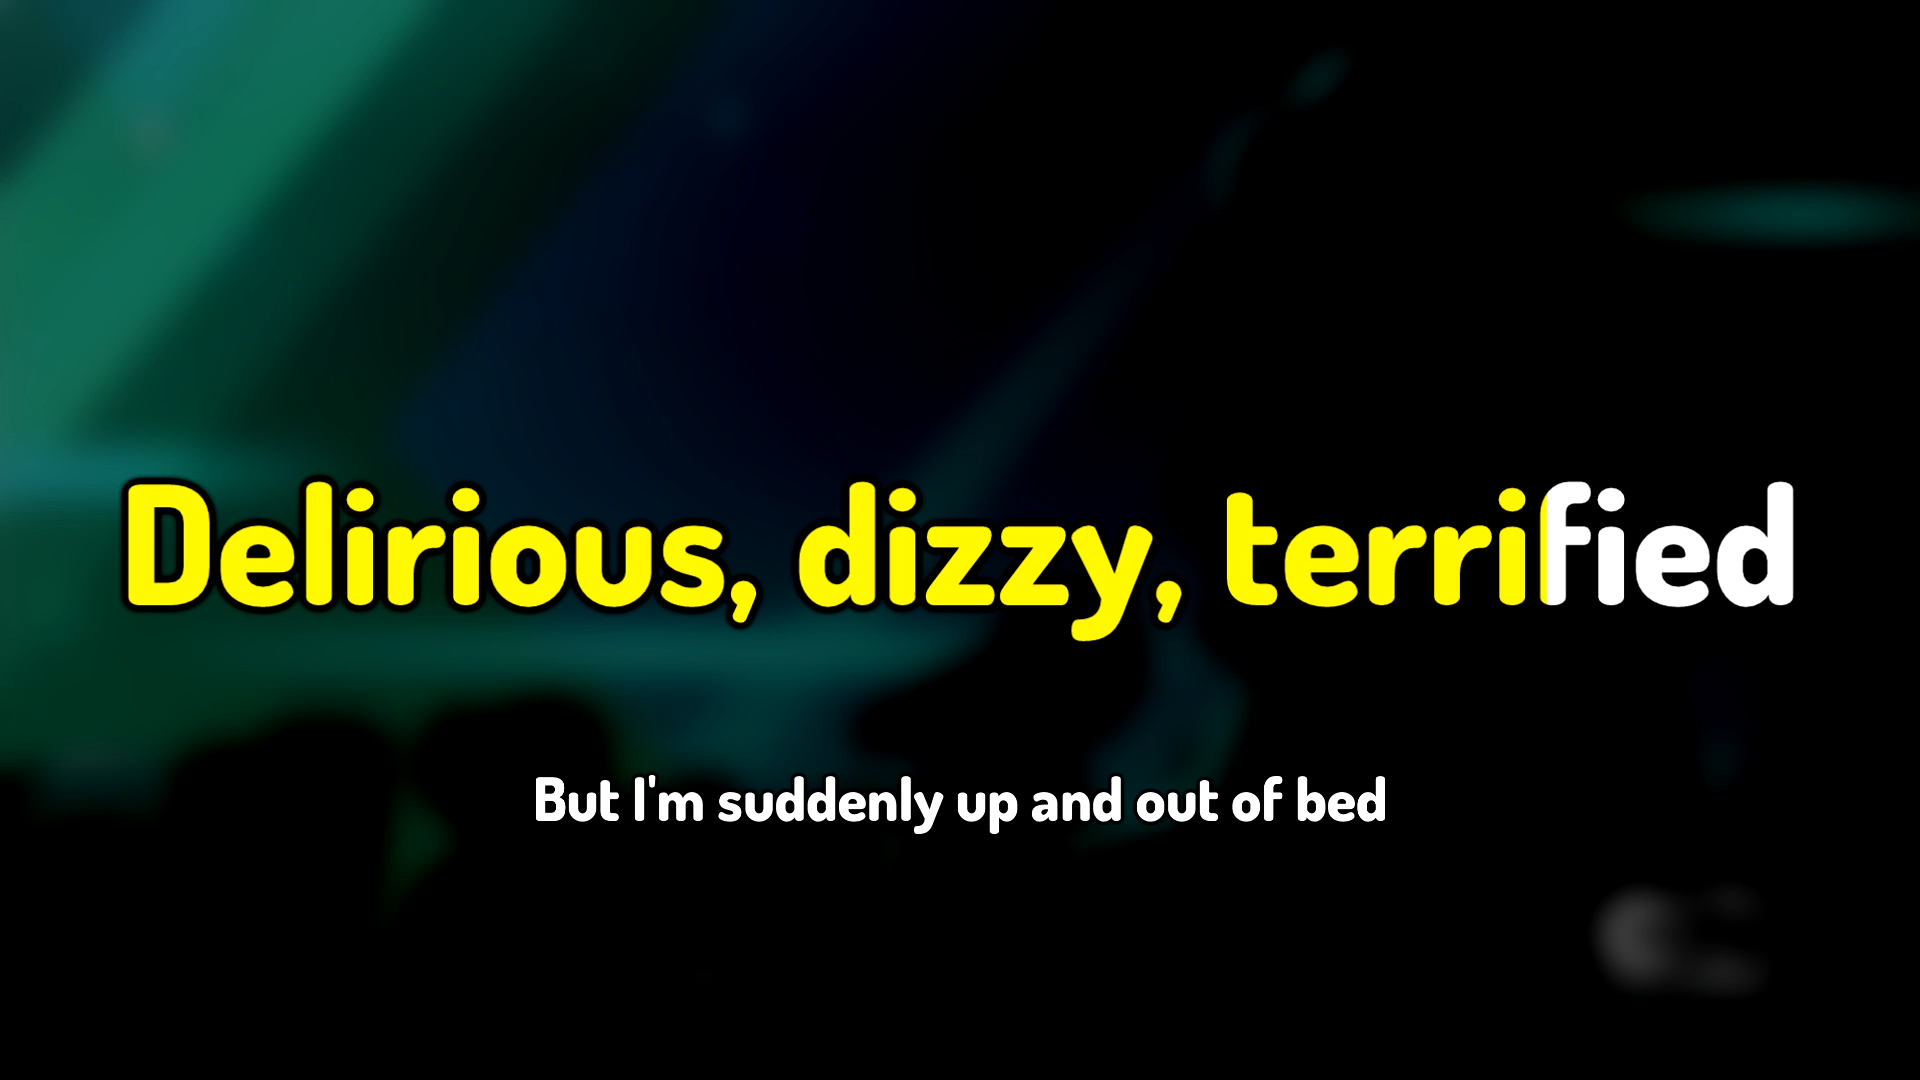 Delirious, dizzy, terrified
But I'm suddenly up and out of bed